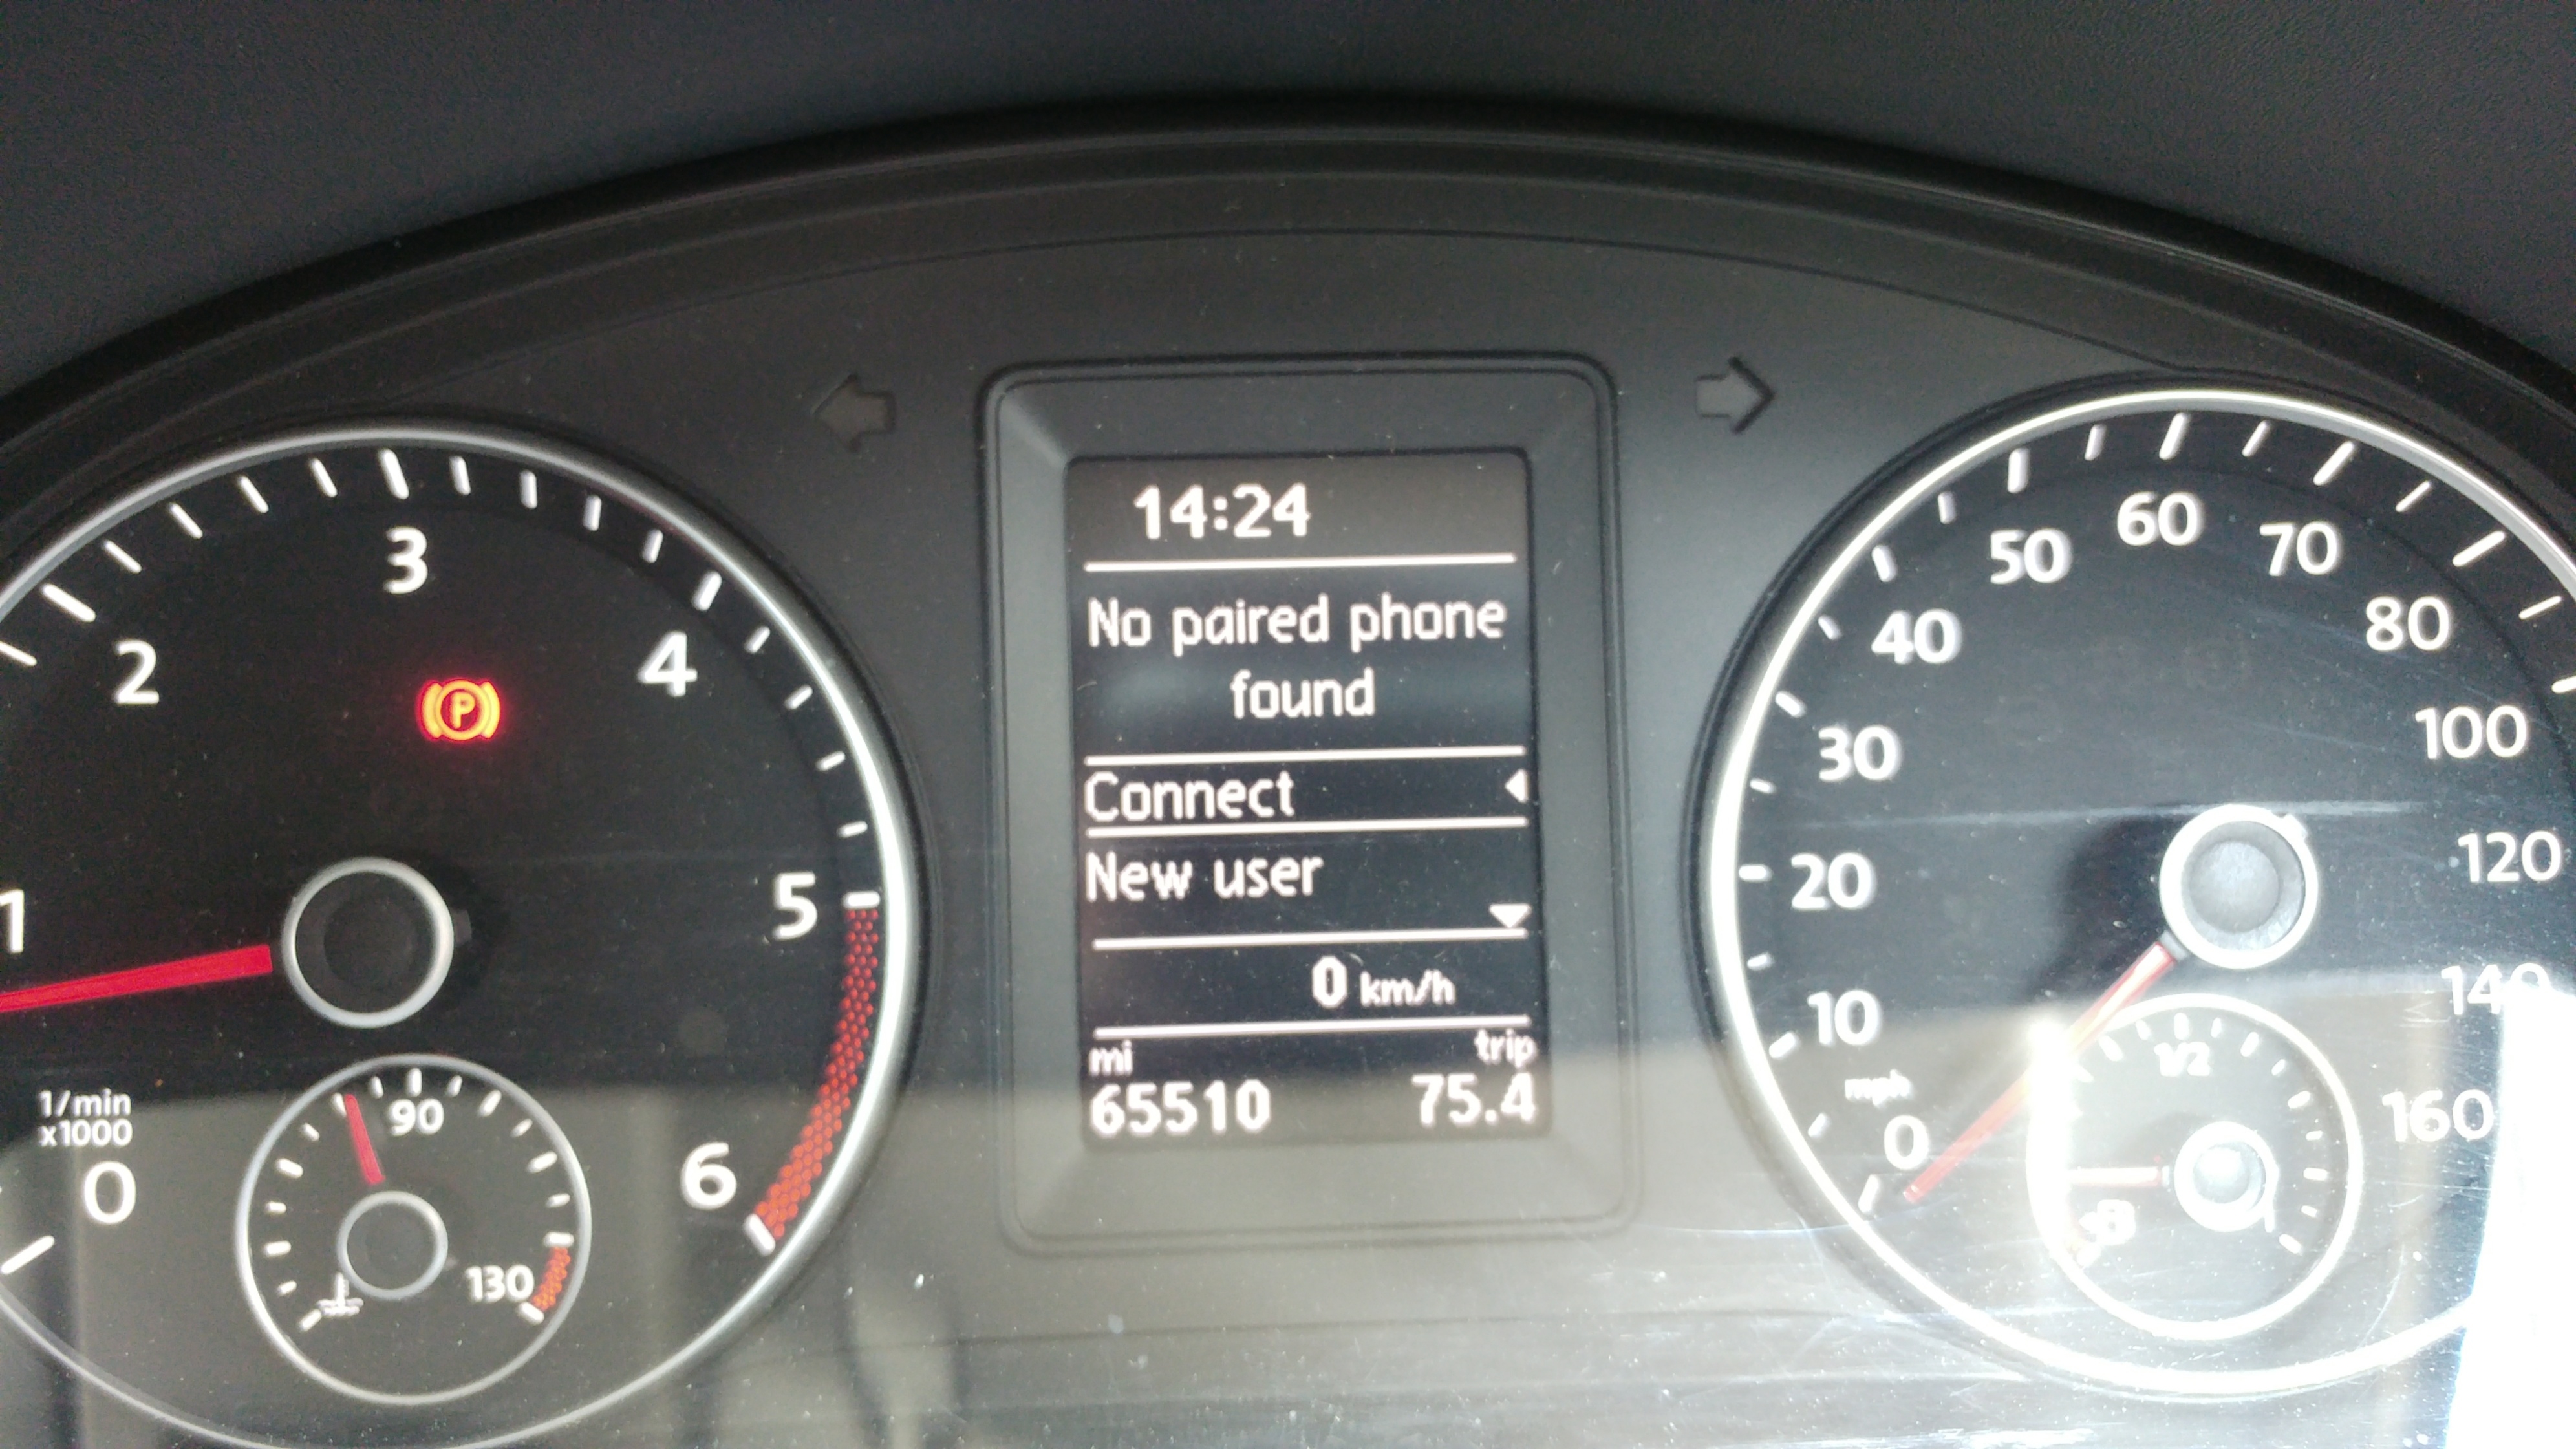 14:24
No paired phone
found
Connect
New user
0 km/h
mi trip
65510 75.4
0
1
2
3
4
5
6
P
1/min
x1000
90
130
0
10
20
30
40
50
60
70
80
100
120
140
160
mph
1/2